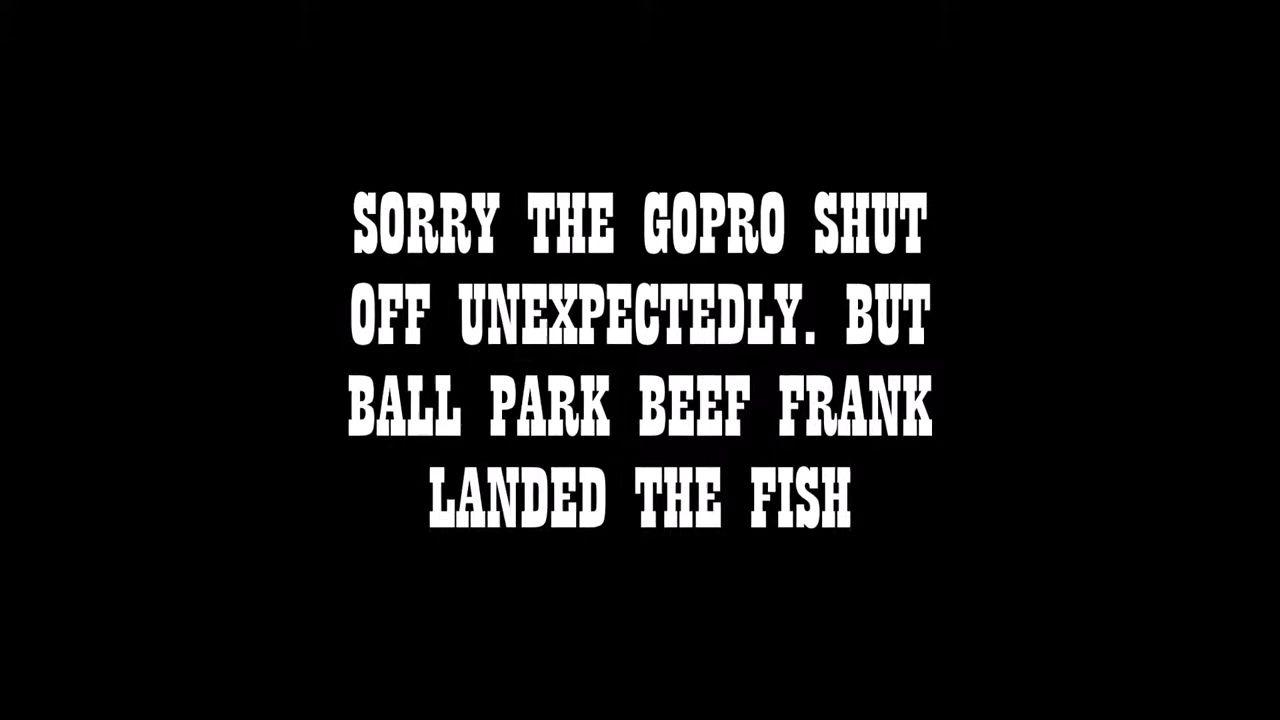 SORRY THE GOPRO SHUT
OFF UNEXPECTEDLY. BUT
BALL PARK BEEF FRANK
LANDED THE FISH